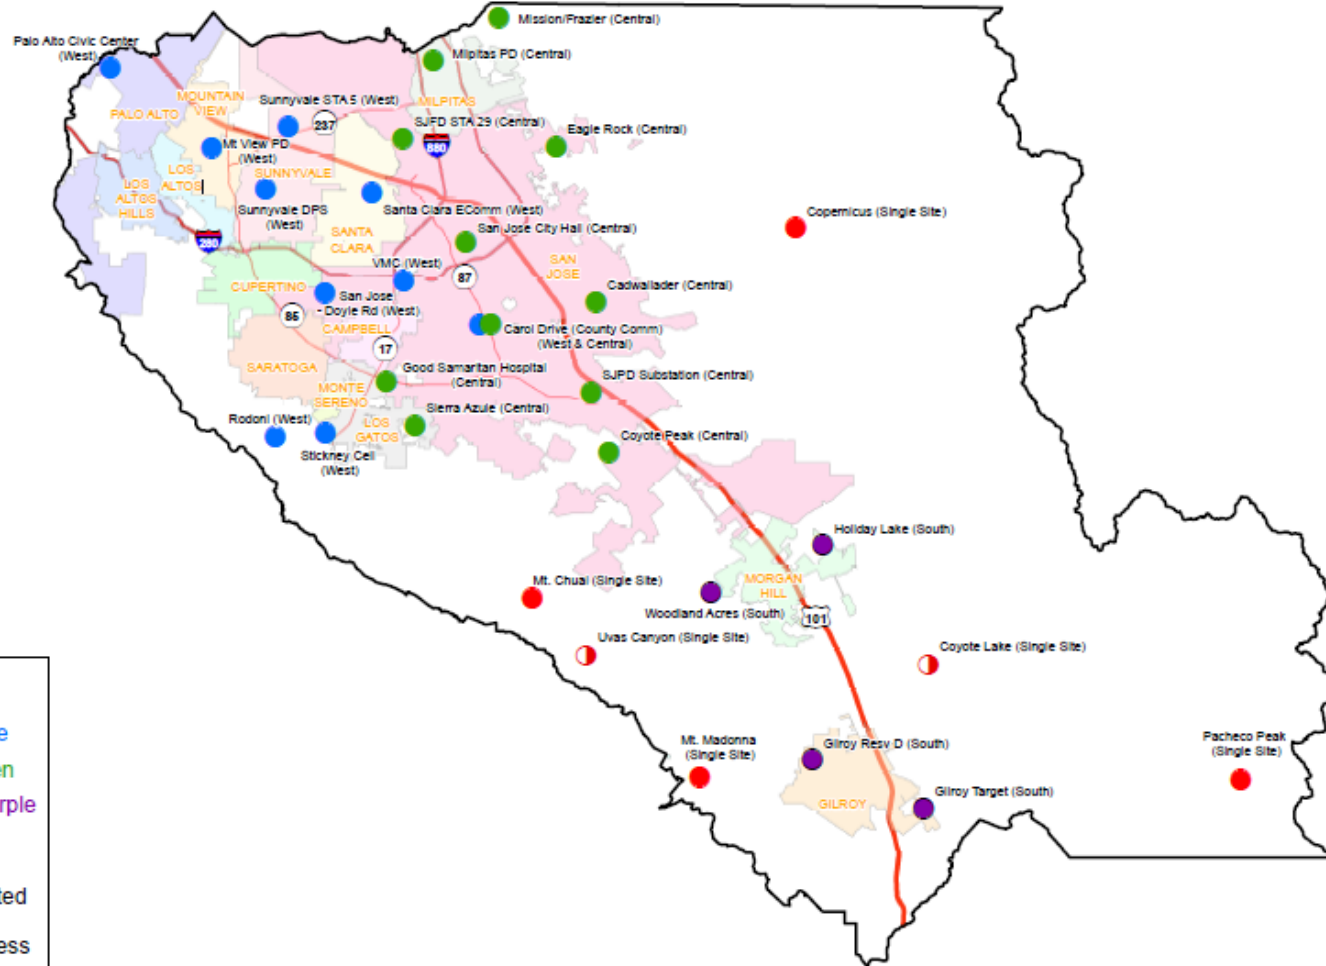 Mission/Frazier (Central)
Palo Alto Civic Center
(West)
Milpitas PD (Central)
MOUNTAIN
VIEW
Sunnyvale STA 5 (West)
MILPITAS
PALO ALTO
237
SJFD STA 29 (Central)
Eagle Rock (Central)
880
Mt View PD
(West)
LOS
ALTOS
SUNNYVALE
LOS
ALTOS
HILLS
Sunnyvale DPS
(West)
Santa Clara EComm (West)
Copernicus (Single Site)
San Jose City Hall (Central)
SANTA
CLARA
280
VMC (West)
SAN
JOSE
87
CUPERTINO
Cadwallader (Central)
San Jose
- Doyle Rd (West)
85
CAMPBELL
Carol Drive (County Comm)
(West & Central)
17
SARATOGA
Good Samaritan Hospital
(Central)
SJPD Substation (Central)
MONTE
SERENO
Sierra Azule (Central)
Rodoni (West)
LOS
GATOS
Coyote Peak (Central)
Stickney Cell
(West)
Holiday Lake (South)
Mt. Chual (Single Site)
MORGAN
HILL
Woodland Acres (South)
101
Uvas Canyon (Single Site)
Coyote Lake (Single Site)
Mt. Madonna
(Single Site)
Gilroy Resv D (South)
Pacheco Peak
(Single Site)
Gilroy Target (South)
GILROY
e
en
rple
ted
ess